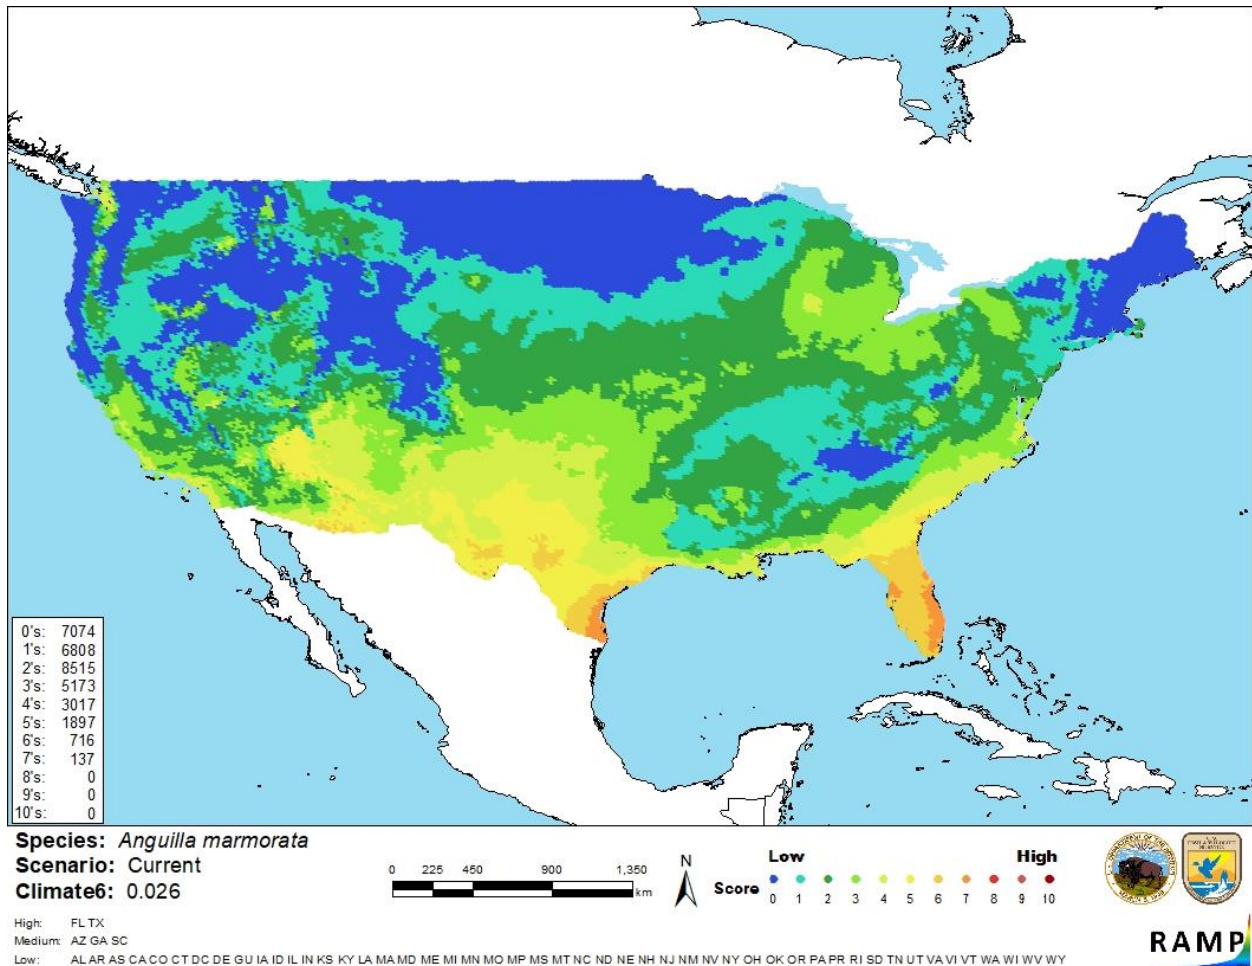 0's: 7074
1's: 6808
2's: 8515
3's: 5173
4's: 3017
5's: 1897
6's: 716
7's: 137
8's: 0
9's: 0
10's: 0
Species: Anguilla marmorata
Scenario: Current
Climate6: 0.026
0 225 450 900 1,350
km
N
Low High
Score
0 1 2 3 4 5 6 7 8 9 10
High: FL TX
Medium: AZ GA SC
Low: AL AR AS CA CO CT DC DE GU IA ID IL IN KS KY LA MA MD ME MI MN MO MP MS MT NC ND NE NH NJ NM NV NY OH OK OR PA PR RI SD TN UT VA VI VT WA WI WV WY
RAMP